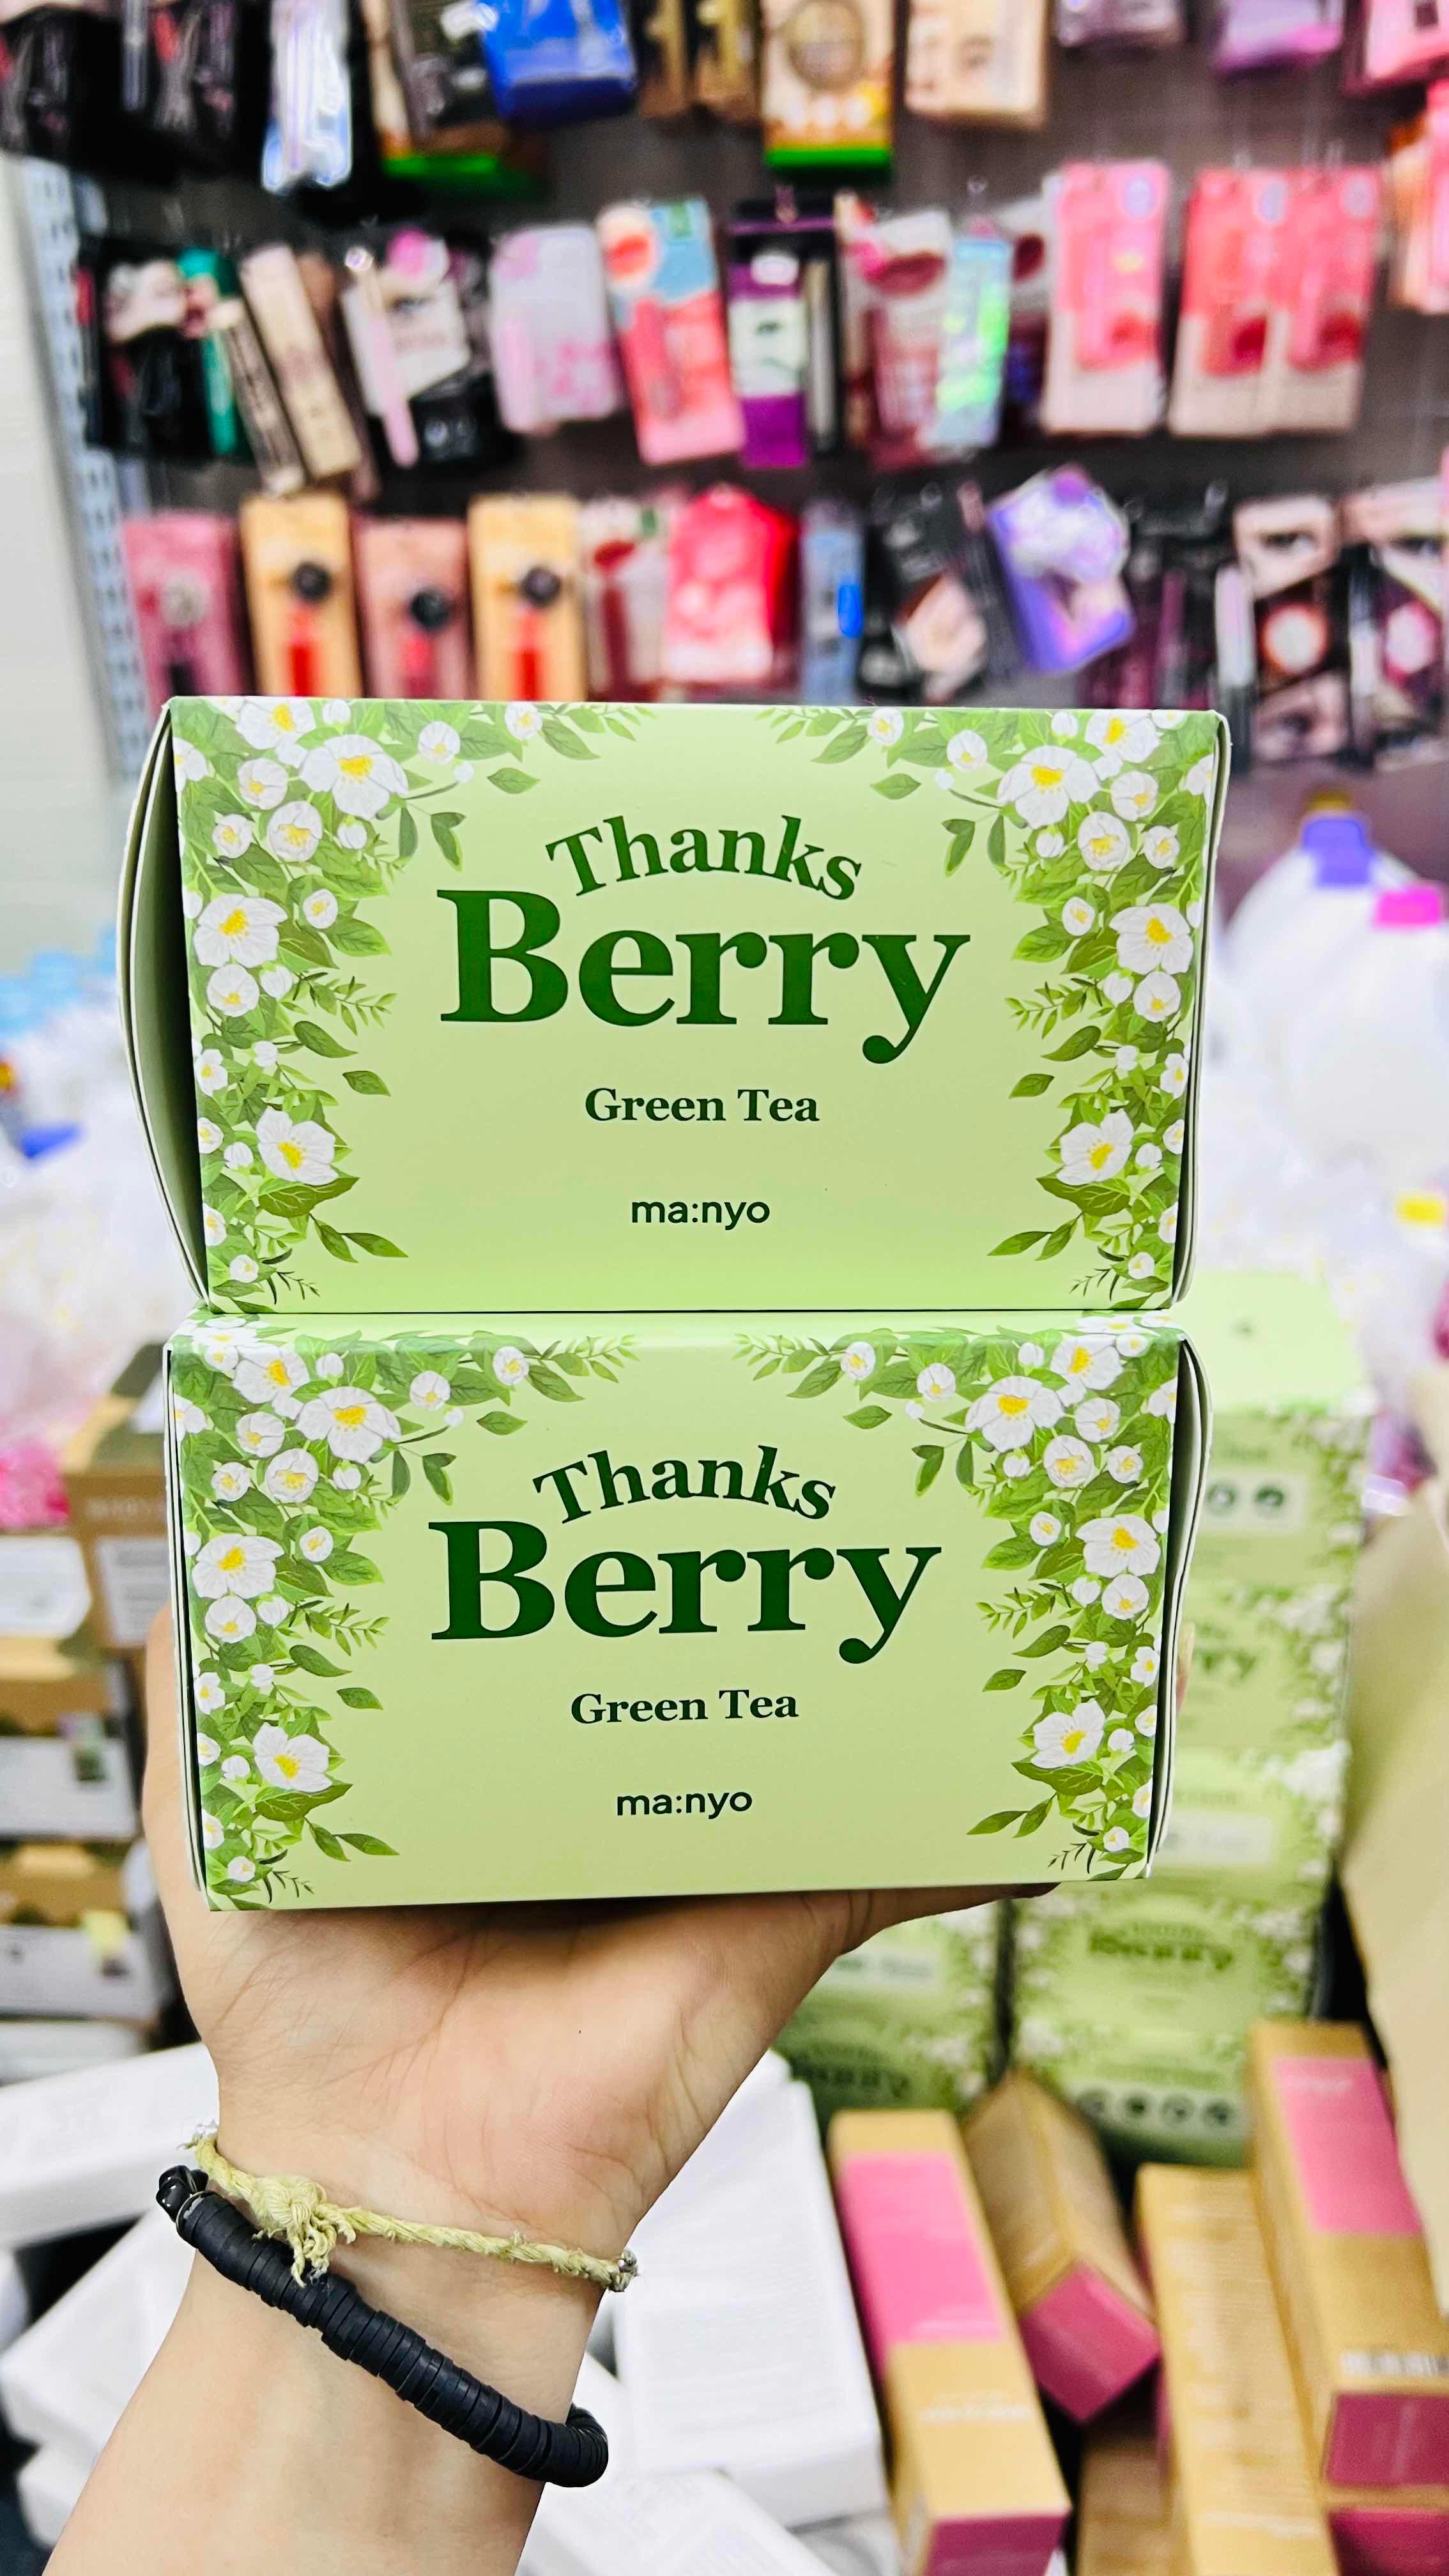 Thanks
Berry
Green Tea
ma:nyo
Thanks
Berry
Green Tea
ma:nyo